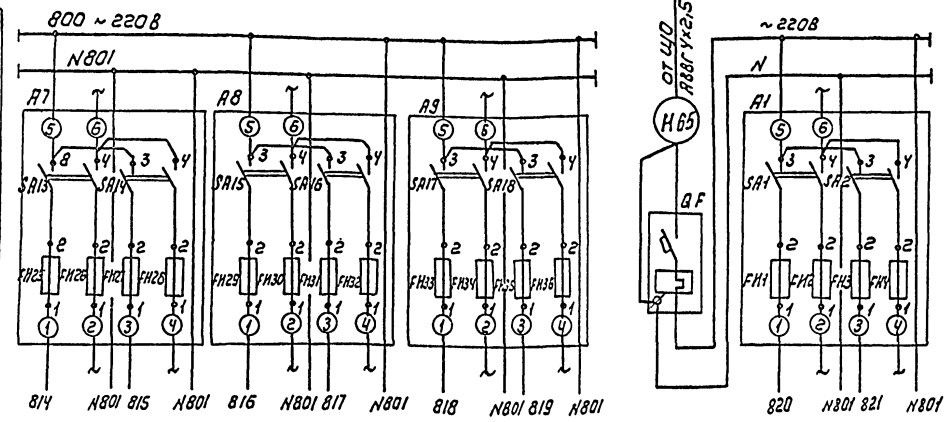 800 ~ 220 В
N801
от ЩО
АВВГ 4х2,5
Н65
QF
~220В
N
А7
5 6
8 4 3 4
SA13 SA14
2 2 2 2
FH25 FH26 FH27 FH28
1 1 1 1
1 2 3 4
814 N801 815 N801
А8
5 6
3 4 3 4
SA15 SA16
2 2 2 2
FH29 FH30 FH31 FH32
1 1 1 1
1 2 3 4
816 N801 817 N801
А9
5 6
3 4 3 4
SA17 SA18
2 2 2 2
FH33 FH34 FH35 FH36
1 1 1 1
1 2 3 4
818 N801 819 N801
А1
5 6
3 4 3 4
SA1 SA2
2 2 2 2
FH1 FH2 FH3 FH4
1 1 1 1
1 2 3 4
820 N801 821 N801